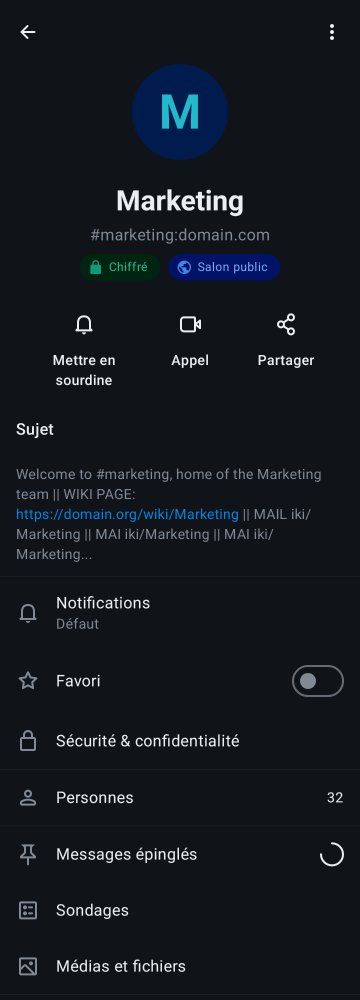 M
Marketing
#marketing:domain.com
Chiffré
Salon public
Mettre en
sourdine
Appel
Partager
Sujet
Welcome to #marketing, home of the Marketing
team || WIKI PAGE:
https://domain.org/wiki/Marketing || MAIL iki/
Marketing || MAI iki/Marketing || MAI iki/
Marketing...
Notifications
Défaut
Favori
Sécurité & confidentialité
Personnes
32
Messages épinglés
Sondages
Médias et fichiers